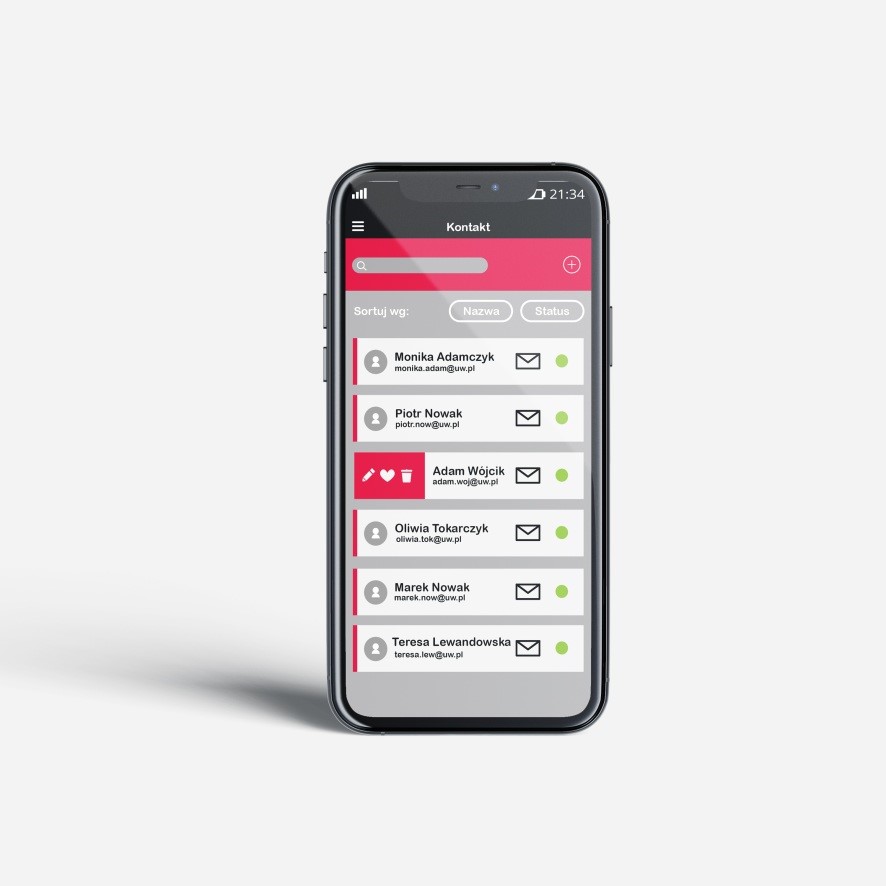 21:34
Kontakt
Sortuj wg: Nazwa Status
Monika Adamczyk
monika.adam@uw.pl
Piotr Nowak
piotr.now@uw.pl
Adam Wójcik
adam.woj@uw.pl
Oliwia Tokarczyk
oliwia.tok@uw.pl
Marek Nowak
marek.now@uw.pl
Teresa Lewandowska
teresa.lew@uw.pl